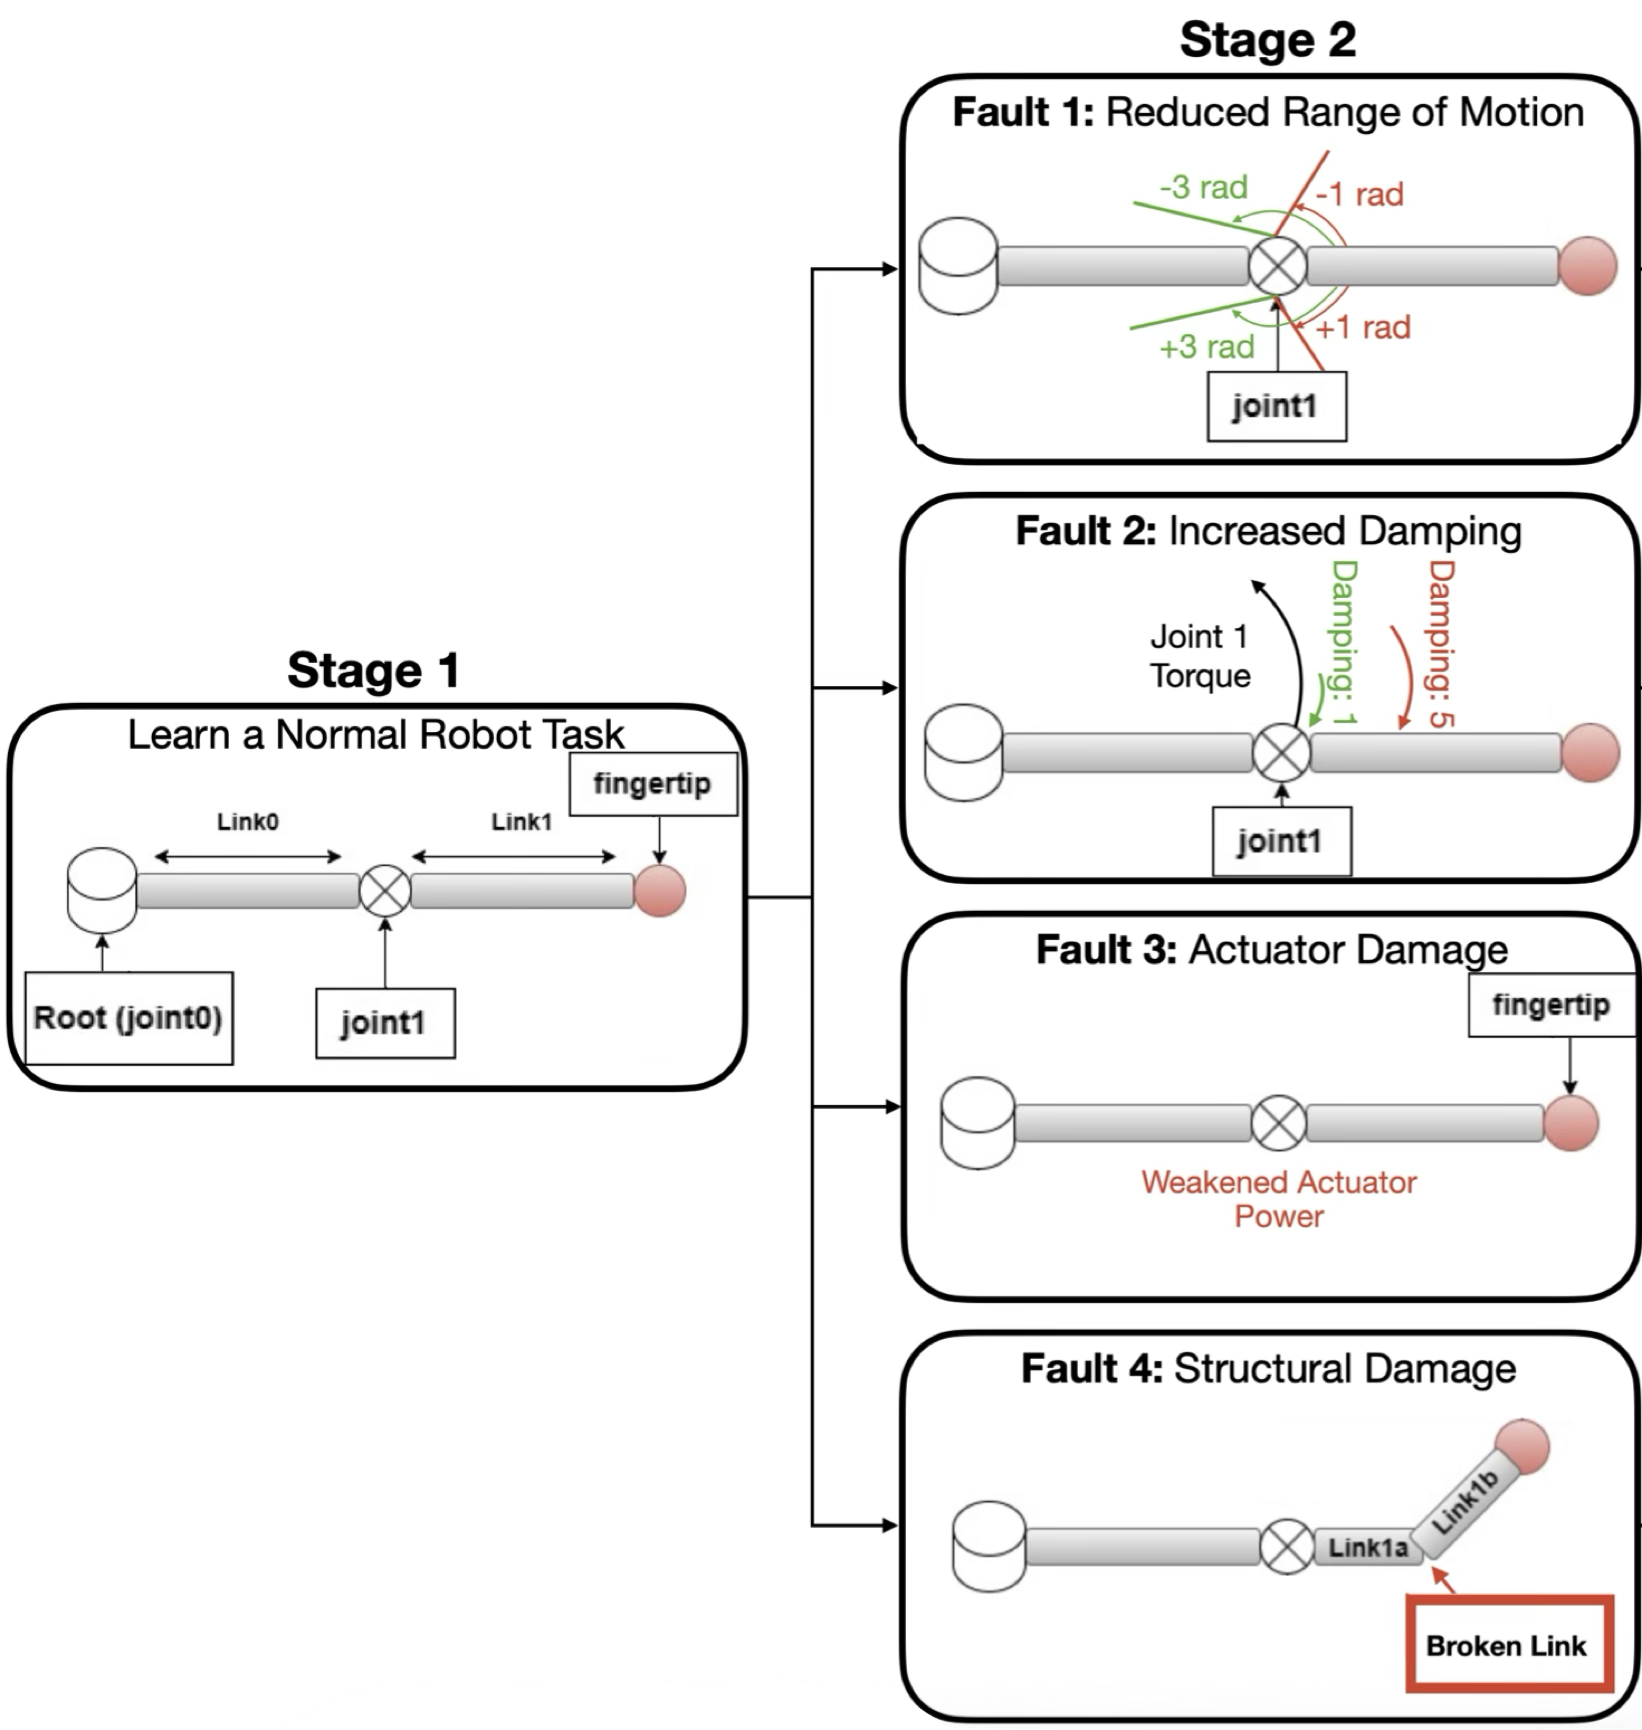 Stage 1
Learn a Normal Robot Task
fingertip
Link0
Link1
Root (joint0)
joint1
Stage 2
Fault 1: Reduced Range of Motion
-3 rad
-1 rad
+3 rad
+1 rad
joint1
Fault 2: Increased Damping
Joint 1
Torque
Damping: 1
Damping: 5
joint1
Fault 3: Actuator Damage
fingertip
Weakened Actuator
Power
Fault 4: Structural Damage
Link1a
Link1b
Broken Link